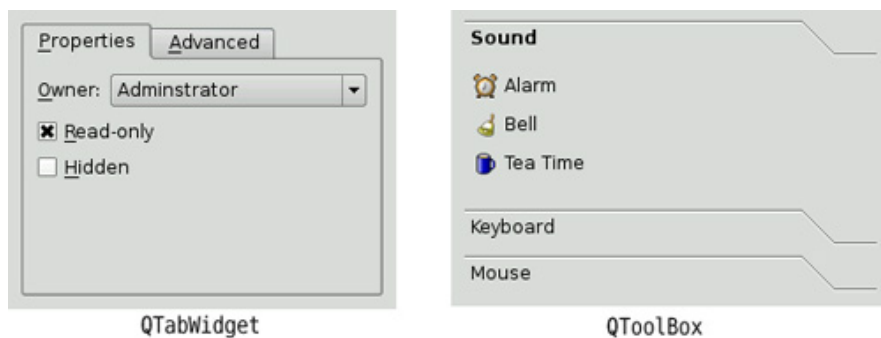 Properties Advanced
Owner: Adminstrator
Read-only
Hidden
QTabWidget
Sound
Alarm
Bell
Tea Time
Keyboard
Mouse
QToolBox